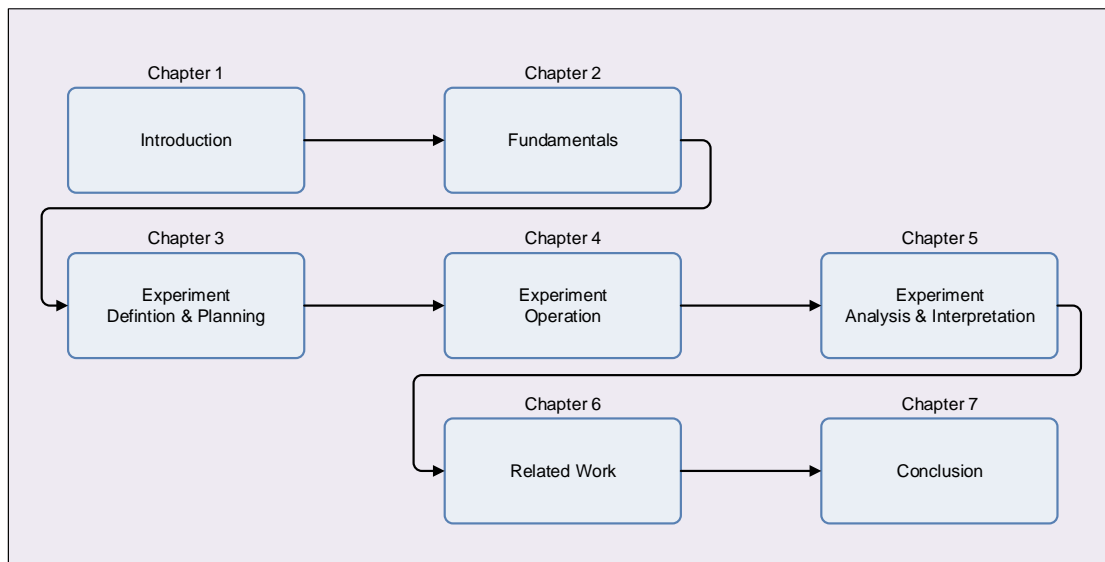 Chapter 1
Introduction
Chapter 2
Fundamentals
Chapter 3
Experiment
Defintion & Planning
Chapter 4
Experiment
Operation
Chapter 5
Experiment
Analysis & Interpretation
Chapter 6
Related Work
Chapter 7
Conclusion